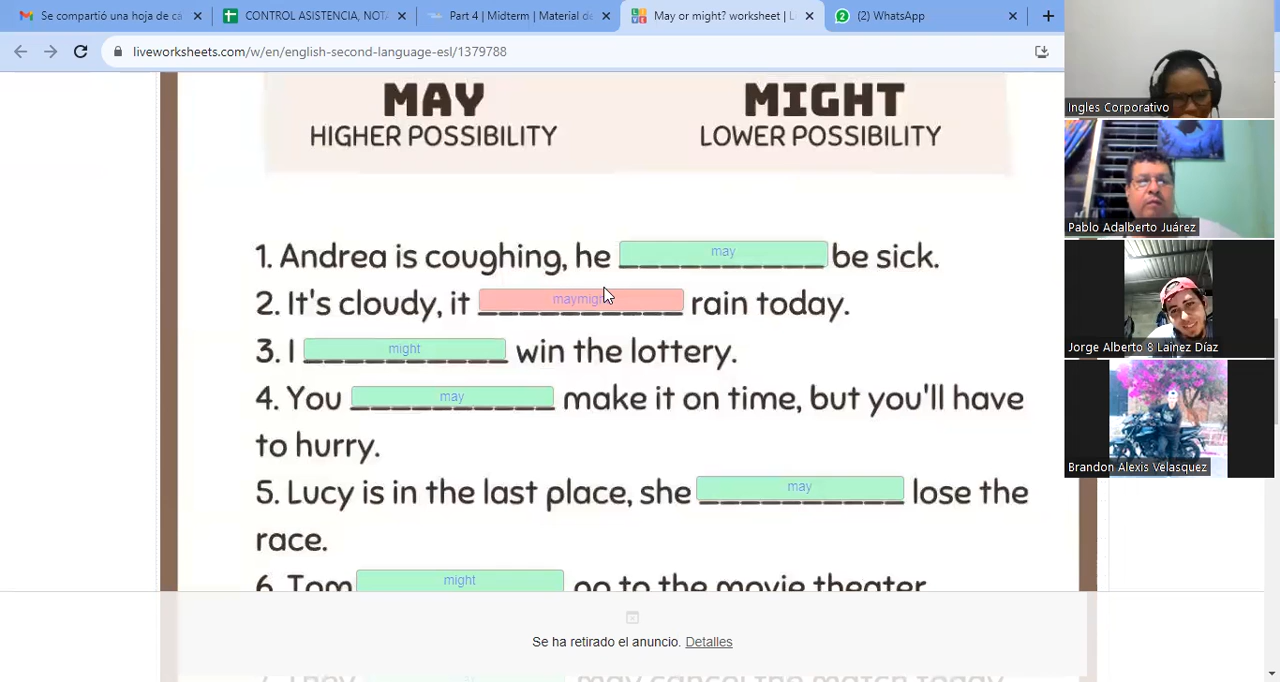 Se compartió una hoja de cá
CONTROL ASISTENCIA, NOTA
Part 4 | Midterm | Material de
May or might? worksheet | L
(2) WhatsApp
liveworksheets.com/w/en/english-second-language-esl/1379788
MAY
MIGHT
HIGHER POSSIBILITY
LOWER POSSIBILITY
1. Andrea is coughing, he may be sick.
2. It's cloudy, it maymigh rain today.
3. I might win the lottery.
4. You may make it on time, but you'll have
to hurry.
5. Lucy is in the last place, she may lose the
race.
6. Tom might go to the movie theater
Se ha retirado el anuncio. Detalles
7. They may cancel the match today
Ingles Corporativo
Pablo Adalberto Juárez
Jorge Alberto 8 Lainez Díaz
Brandon Alexis Velasquez